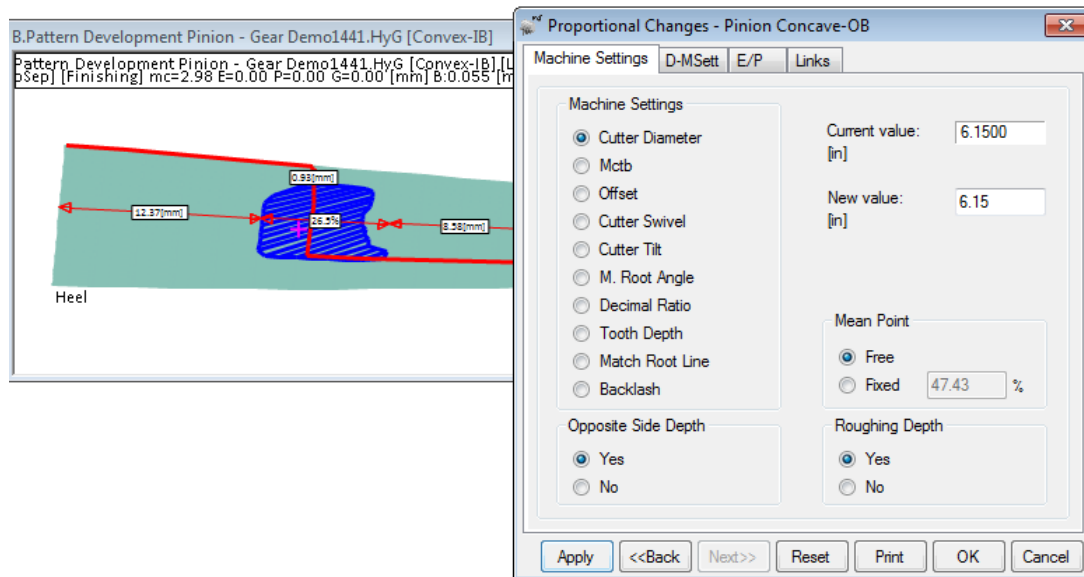 B.Pattern Development Pinion - Gear Demo1441.HyG [Convex-IB]
Pattern Development Pinion - Gear Demo1441.HyG [Convex-IB] [L
oSep] [Finishing] mc=2.98 E=0.00 P=0.00 G=0.00 [mm] B:0.055 [m
0.93[mm]
12.37[mm]
26.5%
8.58[mm]
Heel
Proportional Changes - Pinion Concave-OB
Machine Settings
D-MSett
E/P
Links
Machine Settings
Cutter Diameter
Mctb
Offset
Cutter Swivel
Cutter Tilt
M. Root Angle
Decimal Ratio
Tooth Depth
Match Root Line
Backlash
Current value:
[in]
6.1500
New value:
[in]
6.15
Mean Point
Free
Fixed
47.43
%
Opposite Side Depth
Yes
No
Roughing Depth
Yes
No
Apply
<<Back
Next>>
Reset
Print
OK
Cancel